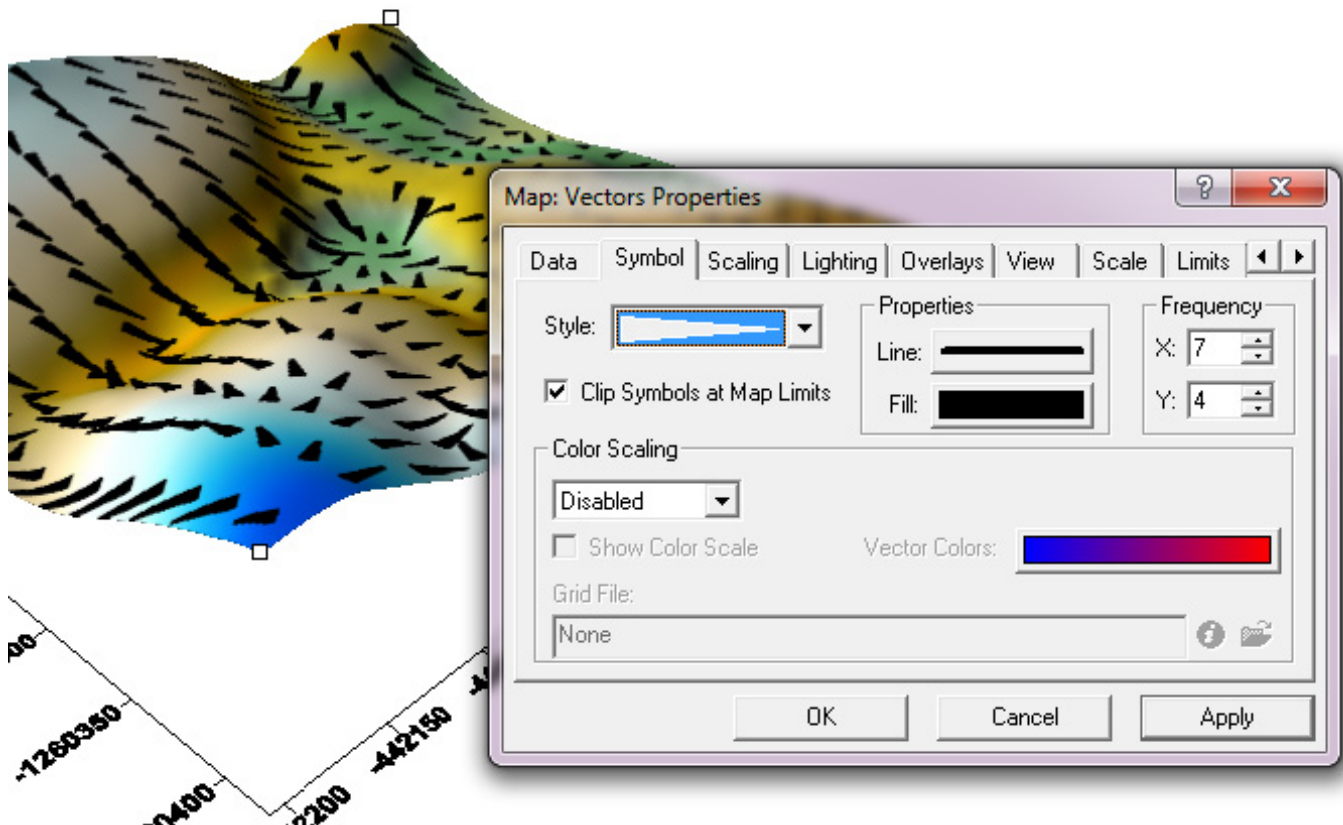 Map: Vectors Properties
Data Symbol Scaling Lighting Overlays View Scale Limits
Style:
Properties
Frequency
Line:
X: 7
Clip Symbols at Map Limits
Fill:
Y: 4
Color Scaling
Disabled
Show Color Scale
Vector Colors:
Grid File:
None
OK Cancel Apply
-1260350
-442150